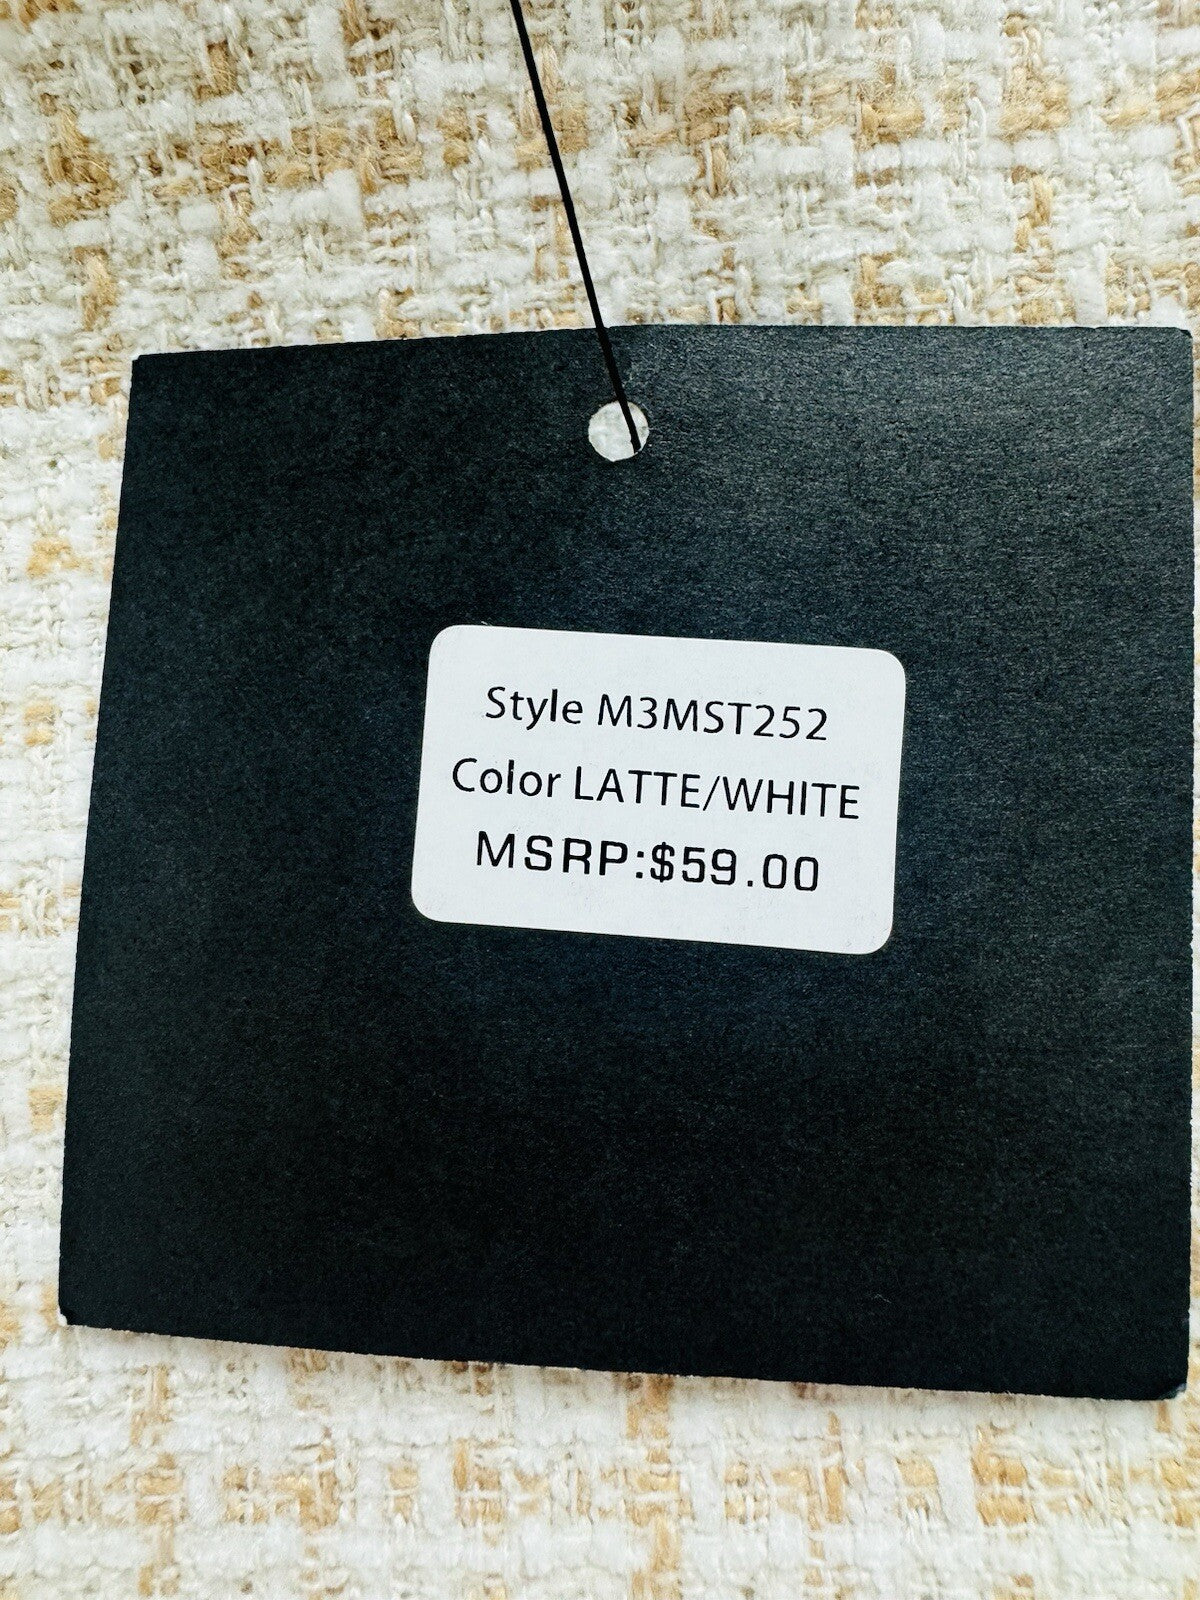 Style M3MST252
Color LATTE/WHITE
MSRP:$59.00